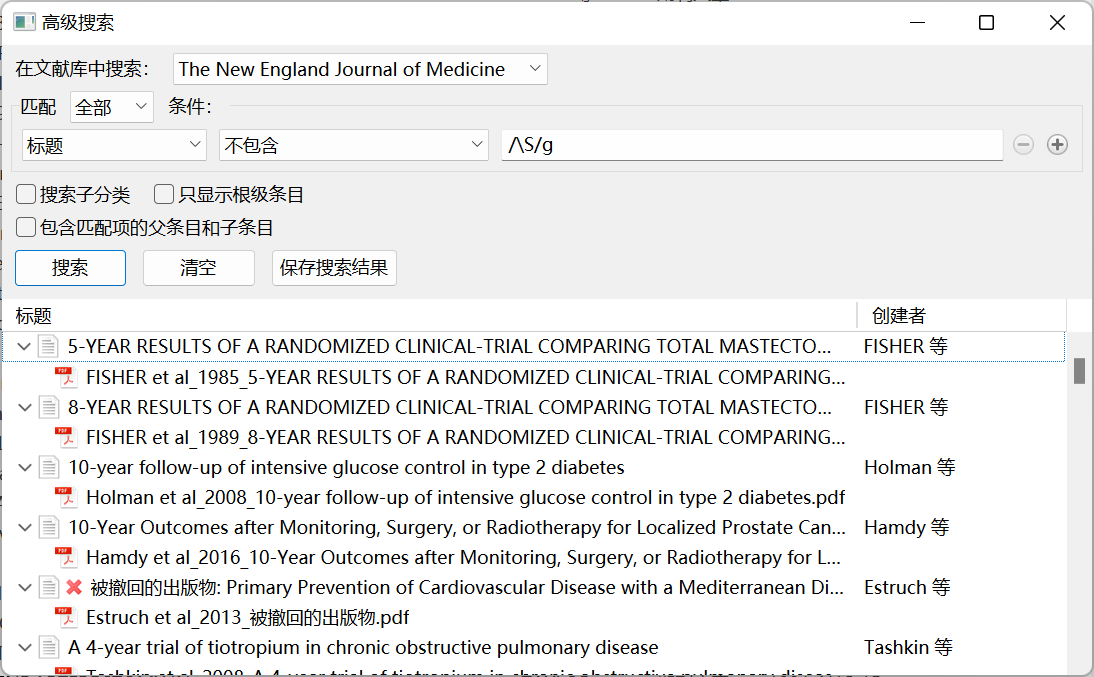 高级搜索
在文献库中搜索： The New England Journal of Medicine
匹配 全部 条件：
标题 不包含 /\S/g
搜索子分类 只显示根级条目
包含匹配项的父条目和子条目
搜索 清空 保存搜索结果
标题 创建者
5-YEAR RESULTS OF A RANDOMIZED CLINICAL-TRIAL COMPARING TOTAL MASTECTO... FISHER 等
FISHER et al_1985_5-YEAR RESULTS OF A RANDOMIZED CLINICAL-TRIAL COMPARING...
8-YEAR RESULTS OF A RANDOMIZED CLINICAL-TRIAL COMPARING TOTAL MASTECTO... FISHER 等
FISHER et al_1989_8-YEAR RESULTS OF A RANDOMIZED CLINICAL-TRIAL COMPARING...
10-year follow-up of intensive glucose control in type 2 diabetes Holman 等
Holman et al_2008_10-year follow-up of intensive glucose control in type 2 diabetes.pdf
10-Year Outcomes after Monitoring, Surgery, or Radiotherapy for Localized Prostate Can... Hamdy 等
Hamdy et al_2016_10-Year Outcomes after Monitoring, Surgery, or Radiotherapy for L...
被撤回的出版物: Primary Prevention of Cardiovascular Disease with a Mediterranean Di... Estruch 等
Estruch et al_2013_被撤回的出版物.pdf
A 4-year trial of tiotropium in chronic obstructive pulmonary disease Tashkin 等